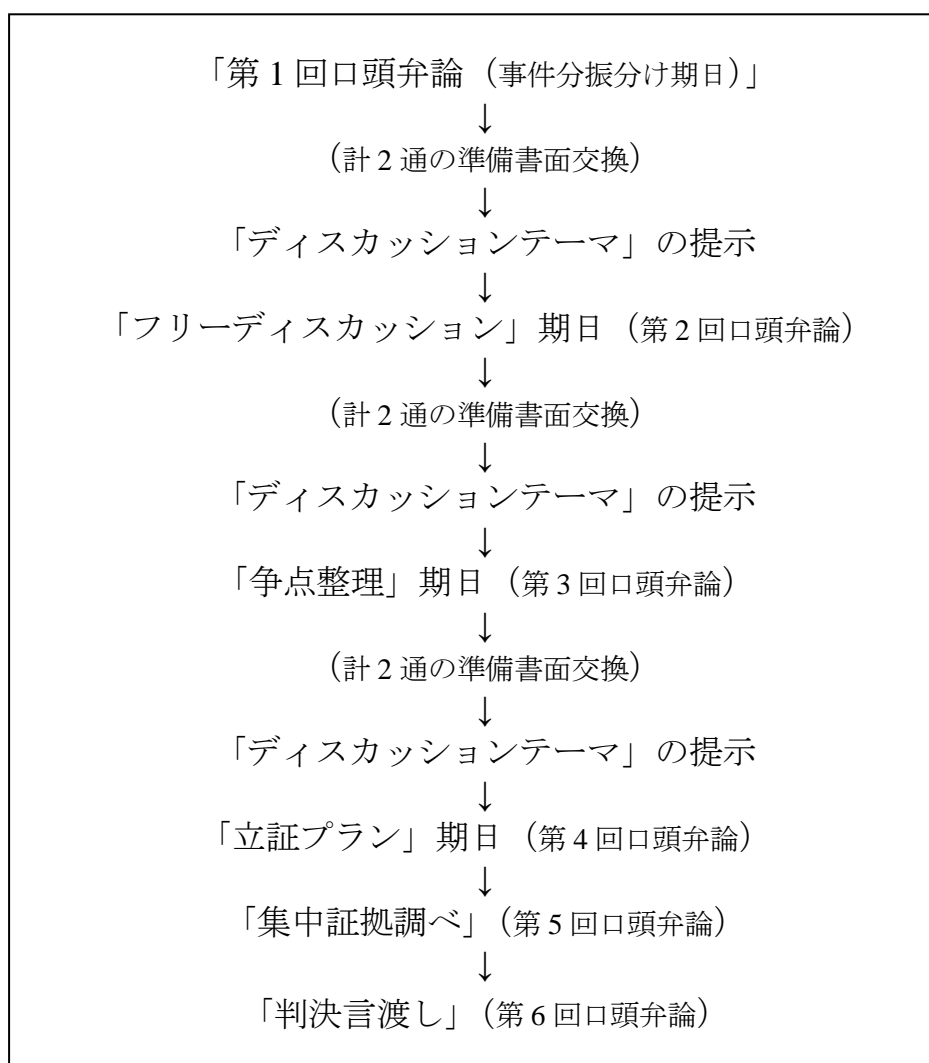 「第1回口頭弁論（事件分振分け期日）」
↓
（計2通の準備書面交換）
↓
「ディスカッションテーマ」の提示
↓
「フリーディスカッション」期日（第2回口頭弁論）
↓
（計2通の準備書面交換）
↓
「ディスカッションテーマ」の提示
↓
「争点整理」期日（第3回口頭弁論）
↓
（計2通の準備書面交換）
↓
「ディスカッションテーマ」の提示
↓
「立証プラン」期日（第4回口頭弁論）
↓
「集中証拠調べ」（第5回口頭弁論）
↓
「判決言渡し」（第6回口頭弁論）